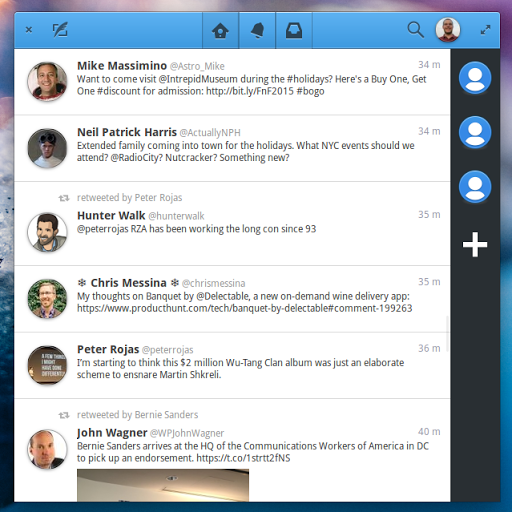 Mike Massimino @Astro_Mike 34 m
Want to come visit @IntrepidMuseum during the #holidays? Here's a Buy One, Get
One #discount for admission: http://bit.ly/FnF2015 #bogo
Neil Patrick Harris @ActuallyNPH 34 m
Extended family coming into town for the holidays. What NYC events should we
attend? @RadioCity? Nutcracker? Something new?
retweeted by Peter Rojas
Hunter Walk @hunterwalk 35 m
@peterrojas RZA has been working the long con since 93
❄ Chris Messina ❄ @chrismessina 35 m
My thoughts on Banquet by @Delectable, a new on-demand wine delivery app:
https://www.producthunt.com/tech/banquet-by-delectable#comment-199263
Peter Rojas @peterrojas 36 m
I'm starting to think this $2 million Wu-Tang Clan album was just an elaborate
scheme to ensnare Martin Shkreli.
A FEW THINGS
I MIGHT
HAVE DONE
DIFFERENTLY
retweeted by Bernie Sanders
John Wagner @WPJohnWagner 40 m
Bernie Sanders arrives at the HQ of the Communications Workers of America in DC
to pick up an endorsement. https://t.co/1strtt2fNS